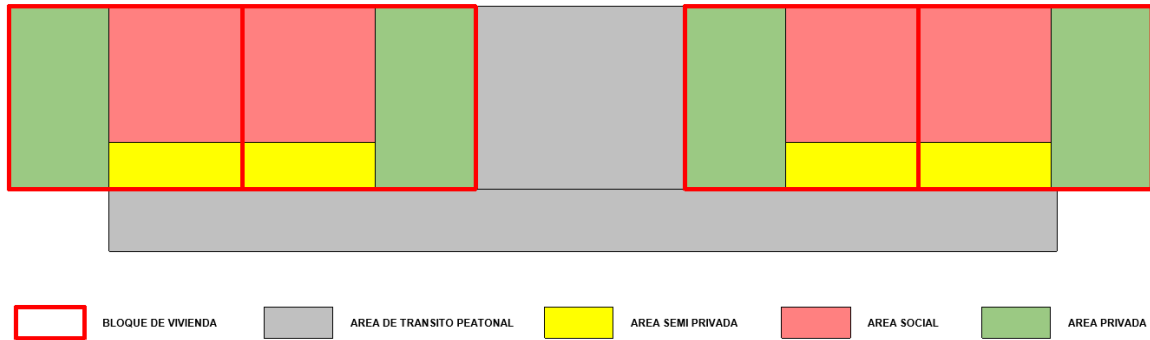 BLOQUE DE VIVIENDA
AREA DE TRANSITO PEATONAL
AREA SEMI PRIVADA
AREA SOCIAL
AREA PRIVADA